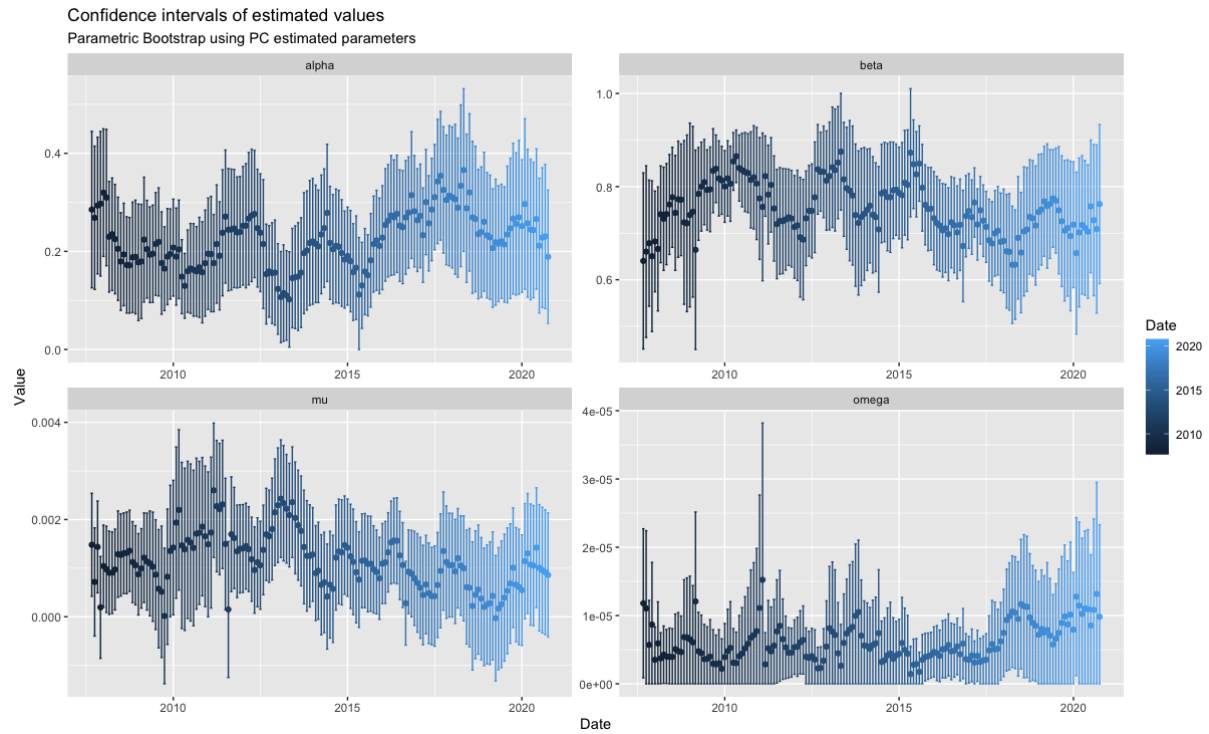 Confidence intervals of estimated values
Parametric Bootstrap using PC estimated parameters
alpha
beta
0.4
0.2
0.0
1.0
0.8
0.6
2010
2015
2020
2010
2015
2020
mu
omega
0.004
0.002
0.000
4e-05
3e-05
2e-05
1e-05
0e+00
2010
2015
2020
2010
2015
2020
Value
Date
Date
2020
2015
2010